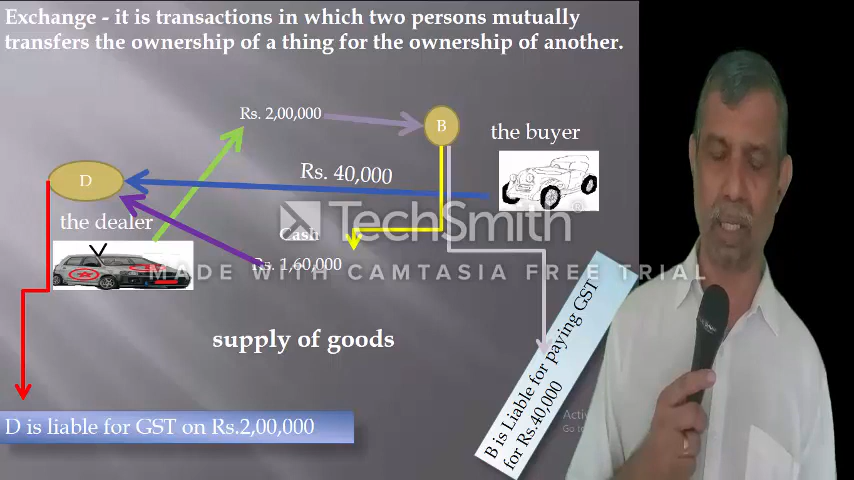 Exchange - it is transactions in which two persons mutually
transfers the ownership of a thing for the ownership of another.
Rs. 2,00,000
B
the buyer
Rs. 40,000
D
the dealer
TechSmith
Cash
Rs. 1,60,000
MADE WITH CAMTASIA FREE TRIAL
supply of goods
B is Liable for paying GST
for Rs.40,000
D is liable for GST on Rs.2,00,000
Go to